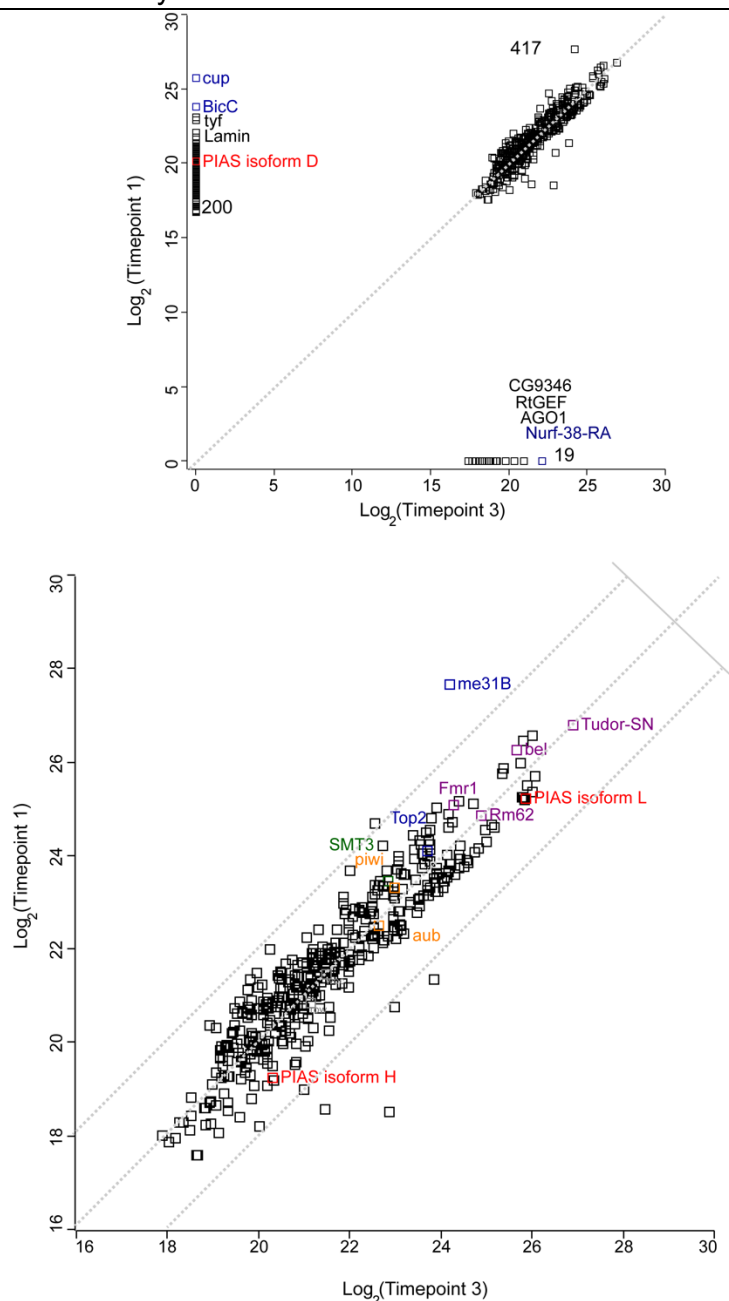 30
417
25
cup
BicC
tyf
Lamin
20
PIAS isoform D
200
15
Log2(Timepoint 1)
10
5
CG9346
RtGEF
AGO1
Nurf-38-RA
19
0
0 5 10 15 20 25 30
Log2(Timepoint 3)
30
28
me31B
Tudor-SN
26
bel
Fmr1
PIAS isoform L
Top2
Rm62
SMT3
24
piwi
aub
Log2(Timepoint 1)
22
20
PIAS isoform H
18
16
16 18 20 22 24 26 28 30
Log2(Timepoint 3)